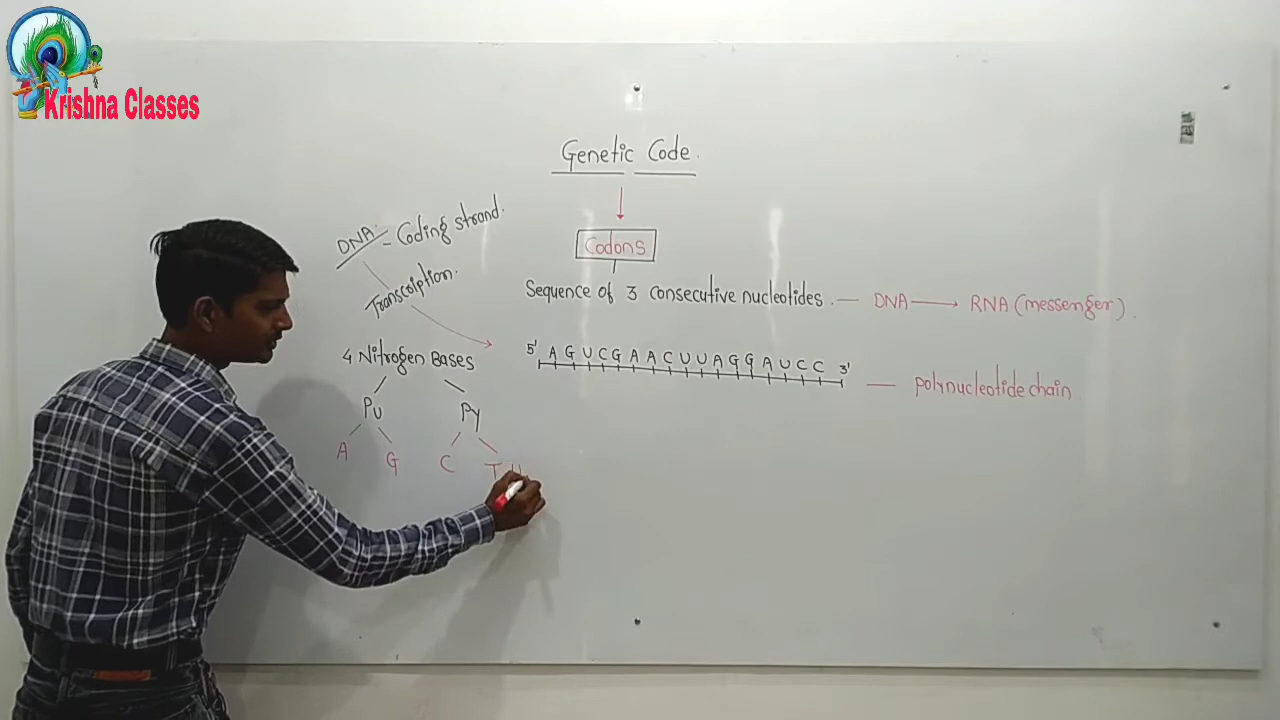 Krishna Classes
Genetic Code.
DNA: = Coding strand.
Codons
Transcription.
Sequence of 3 consecutive nucleotides. — DNA → RNA (messenger).
5' A G U C G A A C U U A G G A U C C 3'
4 Nitrogen Bases
— polynucleotide chain
Pu Py
A G C T